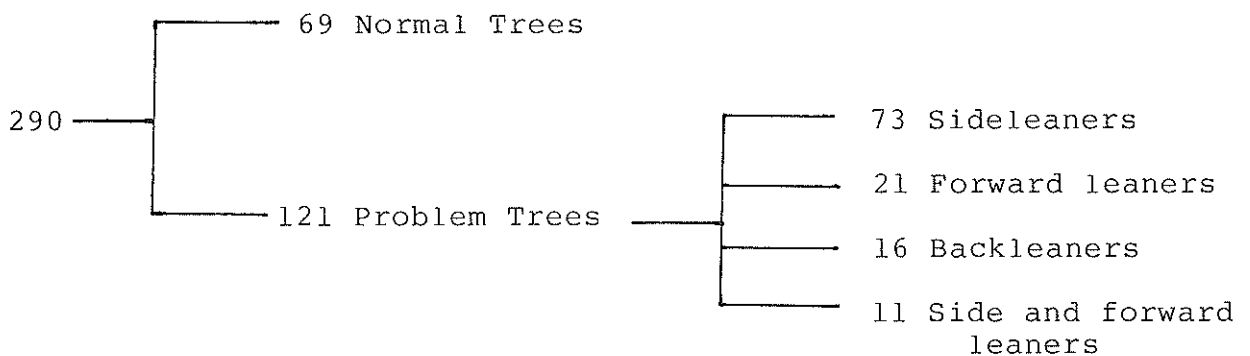 69 Normal Trees
290
73 Sideleaners
21 Forward leaners
121 Problem Trees
16 Backleaners
11 Side and forward
leaners